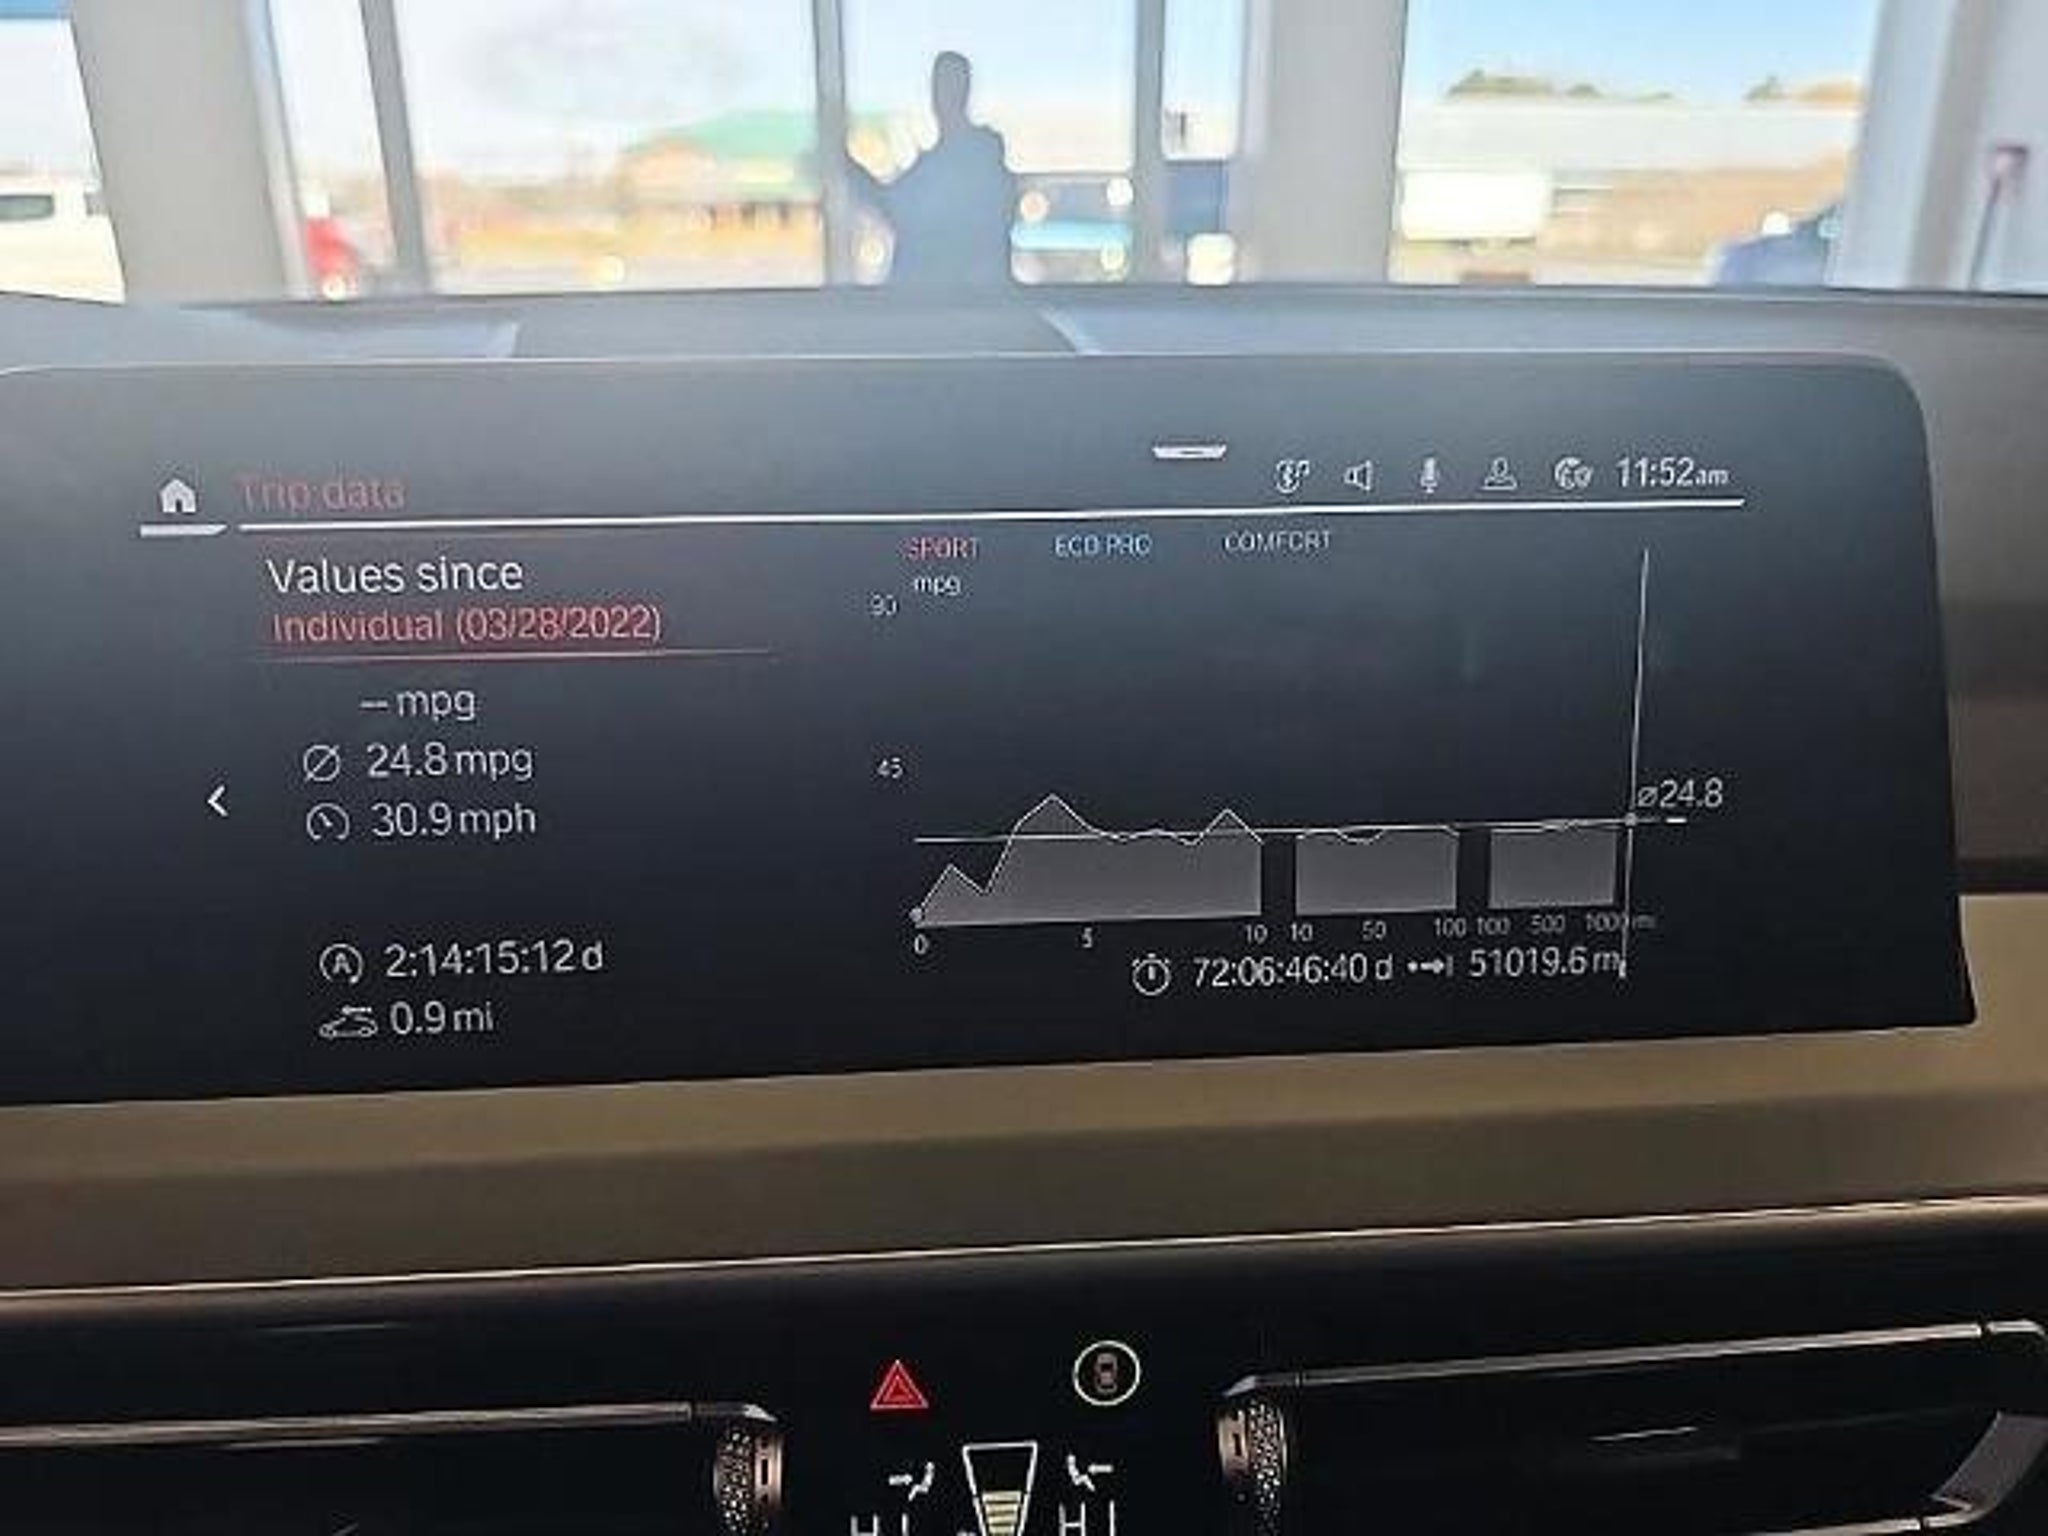 Trip data
11:52am
SPORT ECO PRO COMFORT
Values since
mpg
Individual (03/28/2022)
90
-- mpg
Ø 24.8 mpg
45
30.9 mph
ø24.8
0 5 10 10 50 100 100 500 1000 mi
A 2:14:15:12 d
72:06:46:40 d 51019.6 m
0.9 mi